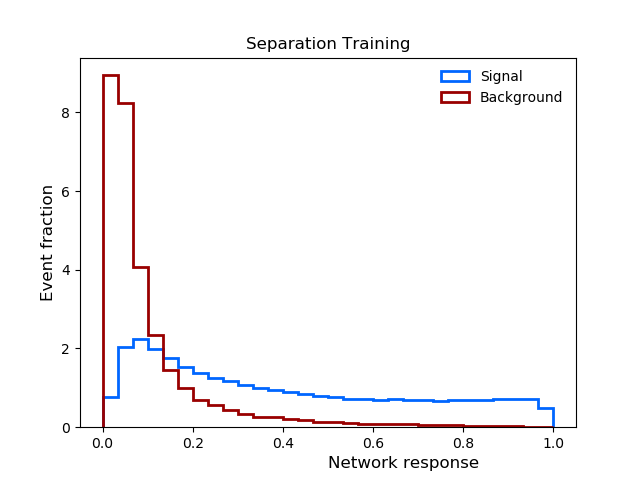 Separation Training
Signal
Background
Event fraction
8
6
4
2
0
0.0 0.2 0.4 0.6 0.8 1.0
Network response